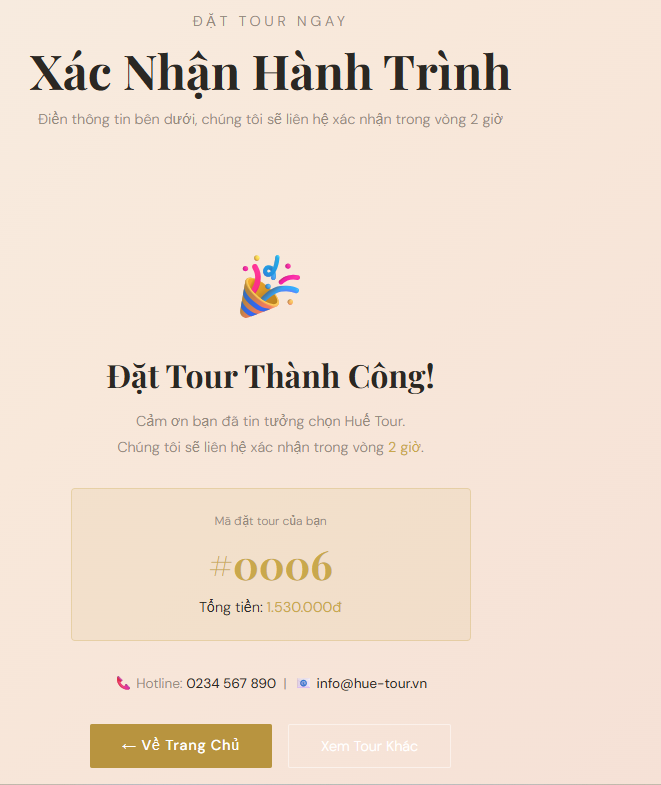 ĐẶT TOUR NGAY
Xác Nhận Hành Trình
Điền thông tin bên dưới, chúng tôi sẽ liên hệ xác nhận trong vòng 2 giờ
Đặt Tour Thành Công!
Cảm ơn bạn đã tin tưởng chọn Huế Tour.
Chúng tôi sẽ liên hệ xác nhận trong vòng 2 giờ.
Mã đặt tour của bạn
#0006
Tổng tiền: 1.530.000đ
Hotline: 0234 567 890 | info@hue-tour.vn
← Về Trang Chủ
Xem Tour Khác